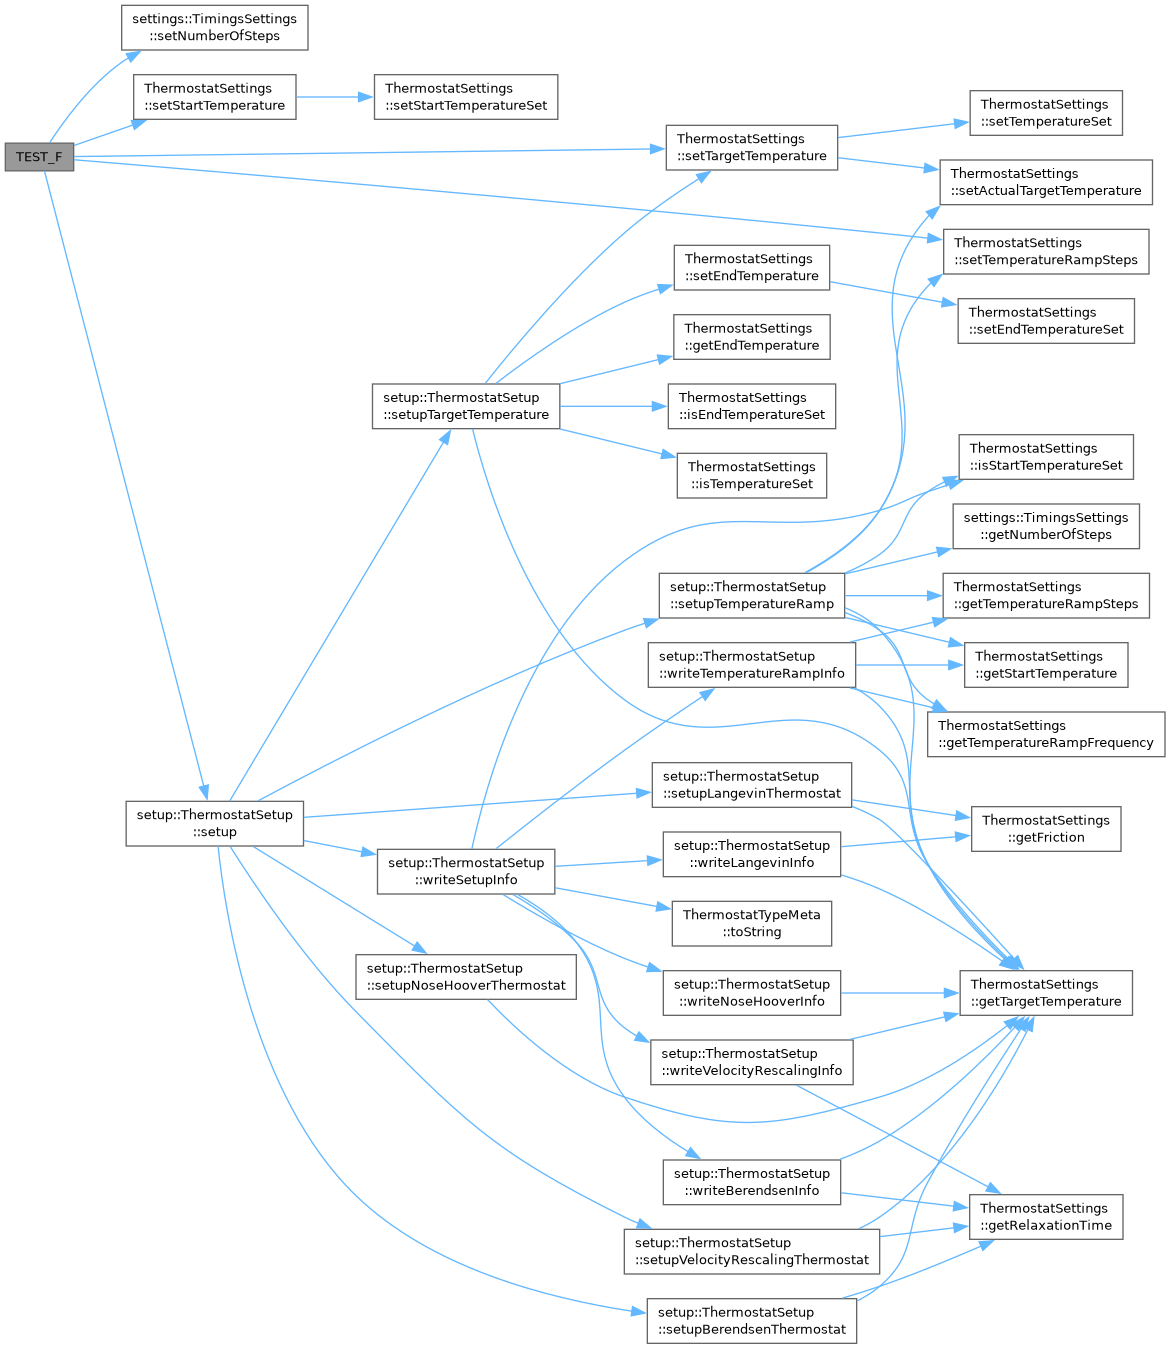 settings::TimingsSettings
::setNumberOfSteps
ThermostatSettings
::setStartTemperature
ThermostatSettings
::setStartTemperatureSet
TEST_F
ThermostatSettings
::setTargetTemperature
ThermostatSettings
::setTemperatureSet
ThermostatSettings
::setActualTargetTemperature
ThermostatSettings
::setTemperatureRampSteps
ThermostatSettings
::setEndTemperature
ThermostatSettings
::setEndTemperatureSet
ThermostatSettings
::getEndTemperature
setup::ThermostatSetup
::setupTargetTemperature
ThermostatSettings
::isEndTemperatureSet
ThermostatSettings
::isTemperatureSet
ThermostatSettings
::isStartTemperatureSet
settings::TimingsSettings
::getNumberOfSteps
setup::ThermostatSetup
::setupTemperatureRamp
ThermostatSettings
::getTemperatureRampSteps
setup::ThermostatSetup
::writeTemperatureRampInfo
ThermostatSettings
::getStartTemperature
ThermostatSettings
::getTemperatureRampFrequency
setup::ThermostatSetup
::setupLangevinThermostat
setup::ThermostatSetup
::setup
ThermostatSettings
::getFriction
setup::ThermostatSetup
::writeLangevinInfo
setup::ThermostatSetup
::writeSetupInfo
ThermostatTypeMeta
::toString
setup::ThermostatSetup
::setupNoseHooverThermostat
setup::ThermostatSetup
::writeNoseHooverInfo
ThermostatSettings
::getTargetTemperature
setup::ThermostatSetup
::writeVelocityRescalingInfo
setup::ThermostatSetup
::writeBerendsenInfo
ThermostatSettings
::getRelaxationTime
setup::ThermostatSetup
::setupVelocityRescalingThermostat
setup::ThermostatSetup
::setupBerendsenThermostat